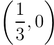 (1/3, 0)